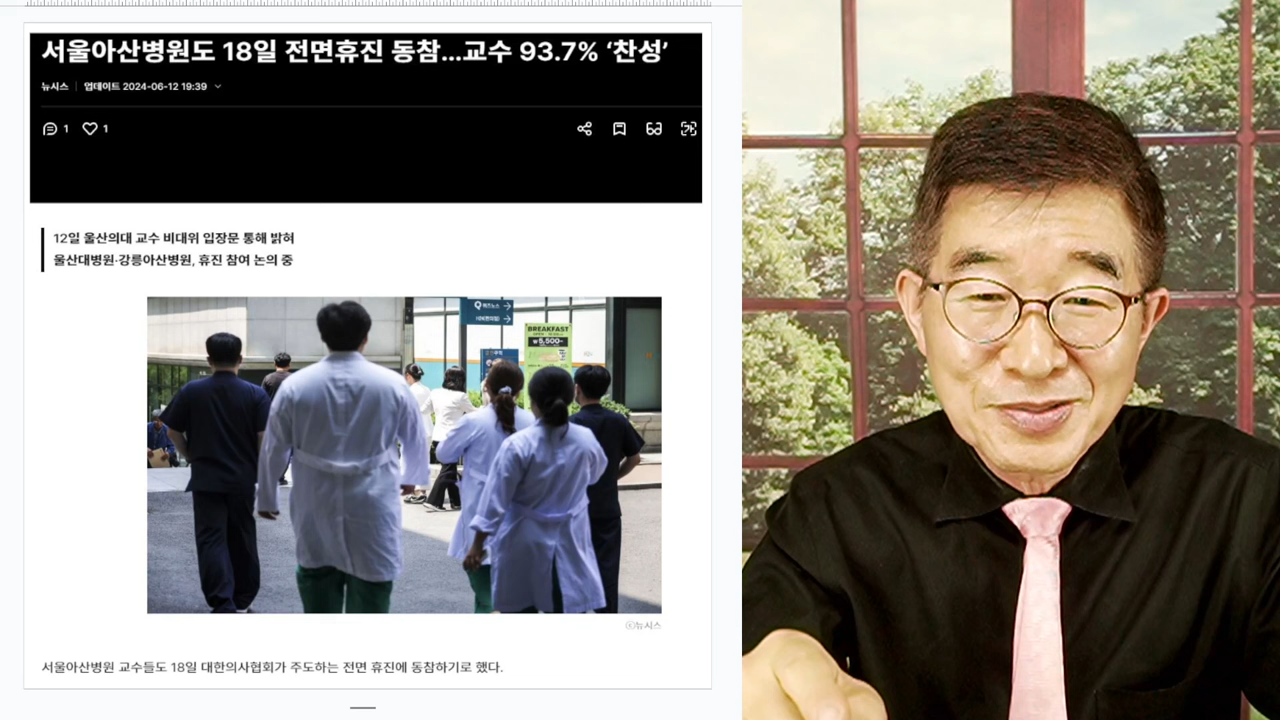 서울아산병원도 18일 전면휴진 동참...교수 93.7% ‘찬성’
뉴시스 업데이트 2024-06-12 19:39
1 1
12일 울산의대 교수 비대위 입장문 통해 밝혀
울산대병원·강릉아산병원, 휴진 참여 논의 중
BREAKFAST
₩5,500~
ⓒ뉴시스
서울아산병원 교수들도 18일 대한의사협회가 주도하는 전면 휴진에 동참하기로 했다.